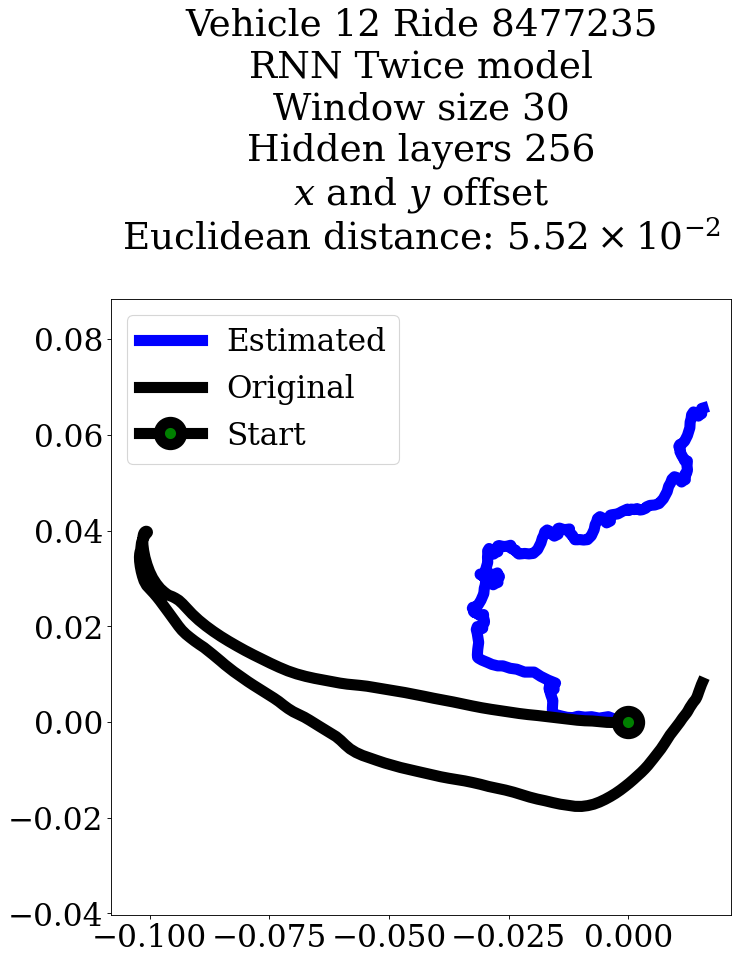 Vehicle 12 Ride 8477235
RNN Twice model
Window size 30
Hidden layers 256
x and y offset
Euclidean distance: 5.52 × 10⁻²
Estimated
Original
Start
0.08
0.06
0.04
0.02
0.00
−0.02
−0.04
−0.100 −0.075 −0.050 −0.025 0.000